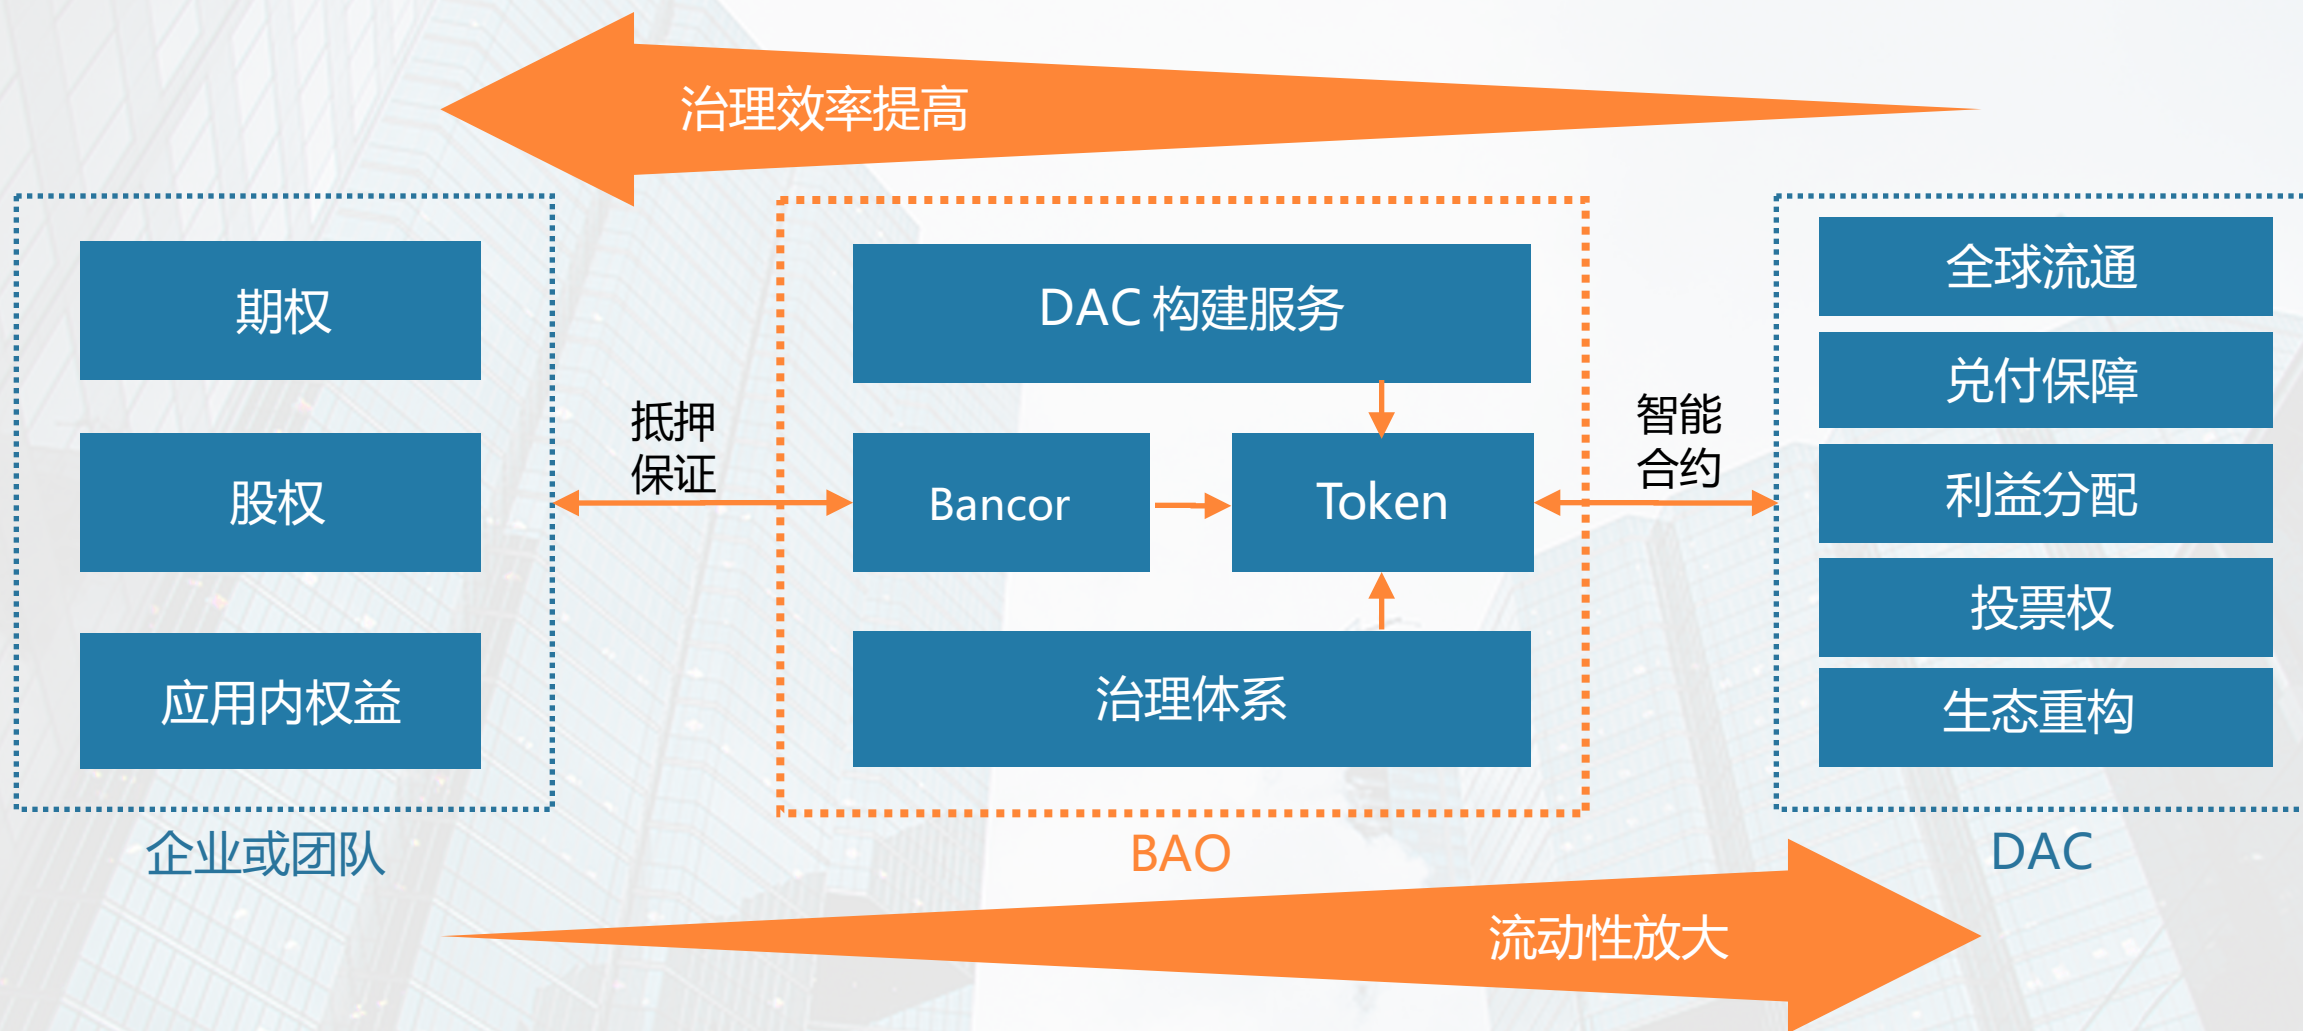 治理效率提高
期权
股权
应用内权益
企业或团队
抵押
保证
DAC 构建服务
Bancor
Token
治理体系
BAO
智能
合约
全球流通
兑付保障
利益分配
投票权
生态重构
DAC
流动性放大